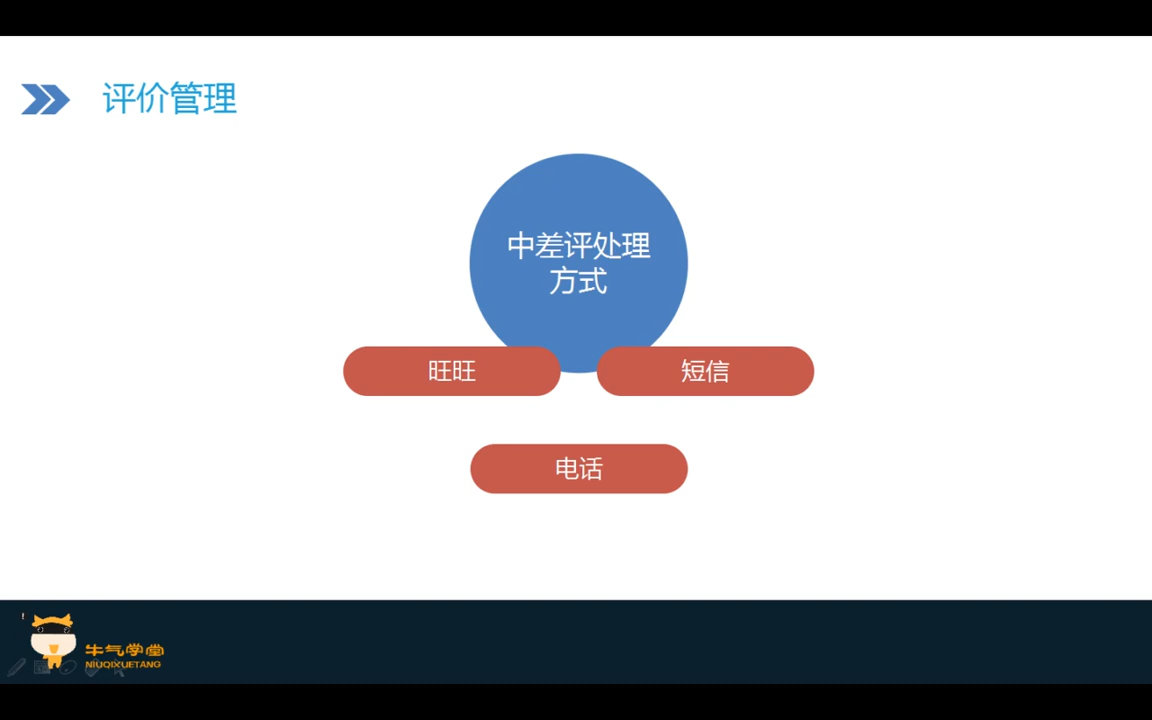 评价管理
中差评处理
方式
旺旺
短信
电话
牛气学堂
NIUQIXUETANG